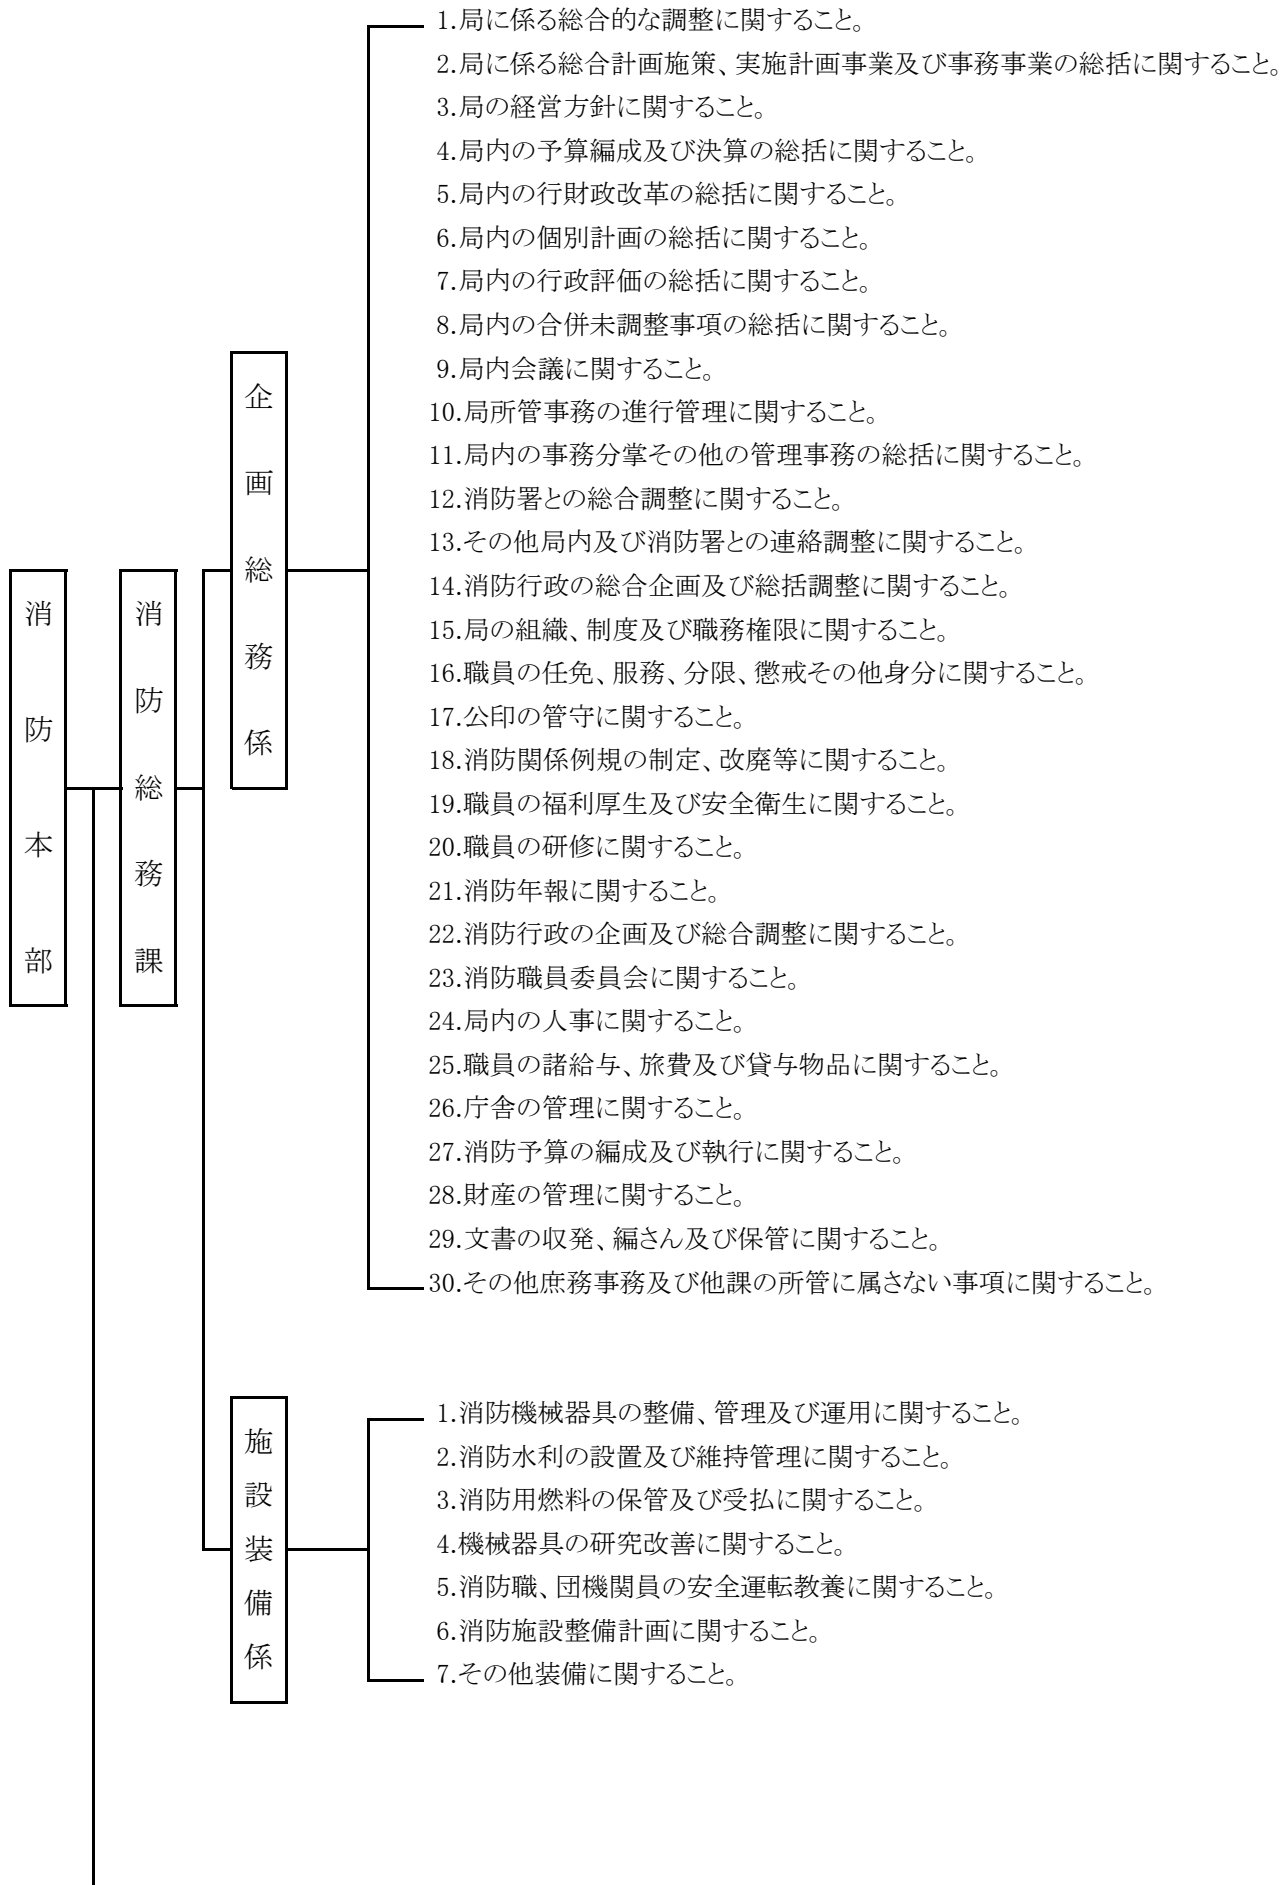 消防本部
消防総務課
企画総務係
1.局に係る総合的な調整に関すること。
2.局に係る総合計画施策、実施計画事業及び事務事業の総括に関すること。
3.局の経営方針に関すること。
4.局内の予算編成及び決算の総括に関すること。
5.局内の行財政改革の総括に関すること。
6.局内の個別計画の総括に関すること。
7.局内の行政評価の総括に関すること。
8.局内の合併未調整事項の総括に関すること。
9.局内会議に関すること。
10.局所管事務の進行管理に関すること。
11.局内の事務分掌その他の管理事務の総括に関すること。
12.消防署との総合調整に関すること。
13.その他局内及び消防署との連絡調整に関すること。
14.消防行政の総合企画及び総括調整に関すること。
15.局の組織、制度及び職務権限に関すること。
16.職員の任免、服務、分限、懲戒その他身分に関すること。
17.公印の管守に関すること。
18.消防関係例規の制定、改廃等に関すること。
19.職員の福利厚生及び安全衛生に関すること。
20.職員の研修に関すること。
21.消防年報に関すること。
22.消防行政の企画及び総合調整に関すること。
23.消防職員委員会に関すること。
24.局内の人事に関すること。
25.職員の諸給与、旅費及び貸与物品に関すること。
26.庁舎の管理に関すること。
27.消防予算の編成及び執行に関すること。
28.財産の管理に関すること。
29.文書の収発、編さん及び保管に関すること。
30.その他庶務事務及び他課の所管に属さない事項に関すること。
施設装備係
1.消防機械器具の整備、管理及び運用に関すること。
2.消防水利の設置及び維持管理に関すること。
3.消防用燃料の保管及び受払に関すること。
4.機械器具の研究改善に関すること。
5.消防職、団機関員の安全運転教養に関すること。
6.消防施設整備計画に関すること。
7.その他装備に関すること。